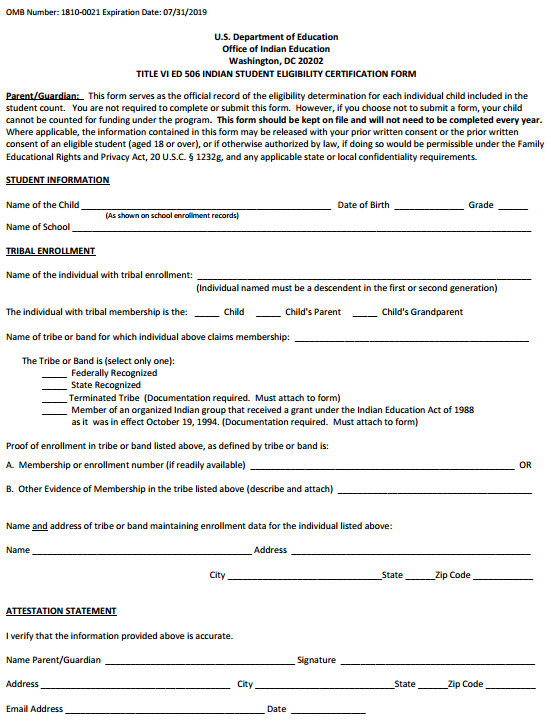 OMB Number: 1810-0021 Expiration Date: 07/31/2019
U.S. Department of Education
Office of Indian Education
Washington, DC 20202
TITLE VI ED 506 INDIAN STUDENT ELIGIBILITY CERTIFICATION FORM
Parent/Guardian: This form serves as the official record of the eligibility determination for each individual child included in the
student count. You are not required to complete or submit this form. However, if you choose not to submit a form, your child
cannot be counted for funding under the program. This form should be kept on file and will not need to be completed every year.
Where applicable, the information contained in this form may be released with your prior written consent or the prior written
consent of an eligible student (aged 18 or over), or if otherwise authorized by law, if doing so would be permissible under the Family
Educational Rights and Privacy Act, 20 U.S.C. § 1232g, and any applicable state or local confidentiality requirements.
STUDENT INFORMATION
Name of the Child ____________________ Date of Birth __________ Grade _____
(As shown on school enrollment records)
Name of School ____________________
TRIBAL ENROLLMENT
Name of the individual with tribal enrollment: ____________________
(Individual named must be a descendent in the first or second generation)
The individual with tribal membership is the: _____ Child _____ Child's Parent _____ Child's Grandparent
Name of tribe or band for which individual above claims membership: ____________________
The Tribe or Band is (select only one):
_____ Federally Recognized
_____ State Recognized
_____ Terminated Tribe (Documentation required. Must attach to form)
_____ Member of an organized Indian group that received a grant under the Indian Education Act of 1988
as it was in effect October 19, 1994. (Documentation required. Must attach to form)
Proof of enrollment in tribe or band listed above, as defined by tribe or band is:
A. Membership or enrollment number (if readily available) ____________________ OR
B. Other Evidence of Membership in the tribe listed above (describe and attach) ____________________
Name and address of tribe or band maintaining enrollment data for the individual listed above:
Name ____________________ Address ____________________
City ____________________ State _____ Zip Code __________
ATTESTATION STATEMENT
I verify that the information provided above is accurate.
Name Parent/Guardian ____________________ Signature ____________________
Address ____________________ City ____________________ State _____ Zip Code __________
Email Address ____________________ Date __________